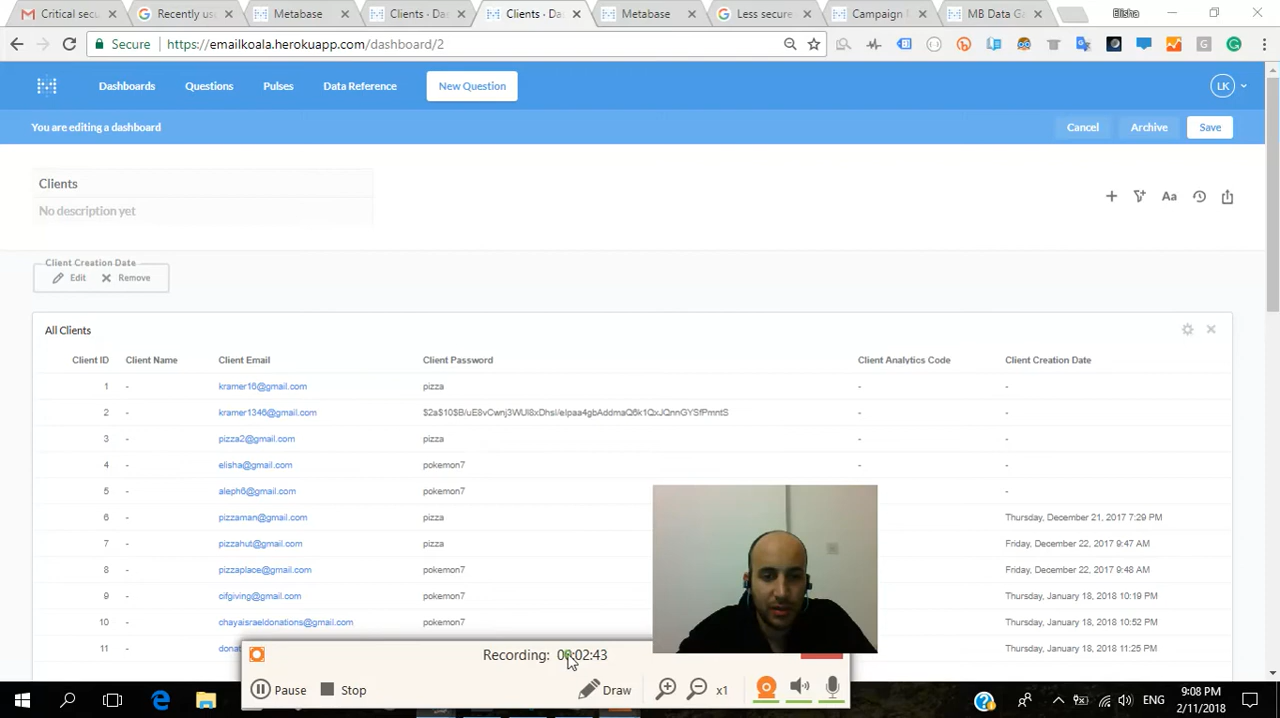 Critical sec
Recently us
Metabase
Clients · Da
Clients · Da
Metabase
Less secure
Campaign
MB Data Ga
Elisha
Secure https://emailkoala.herokuapp.com/dashboard/2
Dashboards Questions Pulses Data Reference New Question LK
You are editing a dashboard Cancel Archive Save
Clients
No description yet
Aa
Client Creation Date
Edit Remove
All Clients
Client ID Client Name Client Email Client Password Client Analytics Code Client Creation Date
1 - kramer16@gmail.com pizza - -
2 - kramer1346@gmail.com - -
3 - pizza2@gmail.com pizza - -
4 - elisha@gmail.com pokemon7 - -
5 - aleph6@gmail.com pokemon7 -
6 - pizzaman@gmail.com pizza Thursday, December 21, 2017 7:29 PM
7 - pizzahut@gmail.com pizza Friday, December 22, 2017 9:47 AM
8 - pizzaplace@gmail.com pokemon7 Friday, December 22, 2017 9:48 AM
9 - cifgiving@gmail.com pokemon7 Thursday, January 18, 2018 10:19 PM
10 - chayaisraeldonations@gmail.com pokemon7 Thursday, January 18, 2018 10:52 PM
11 - dona Thursday, January 18, 2018 11:25 PM
Recording: 00:02:43
Pause Stop Draw x1
ENG
9:08 PM
2/11/2018